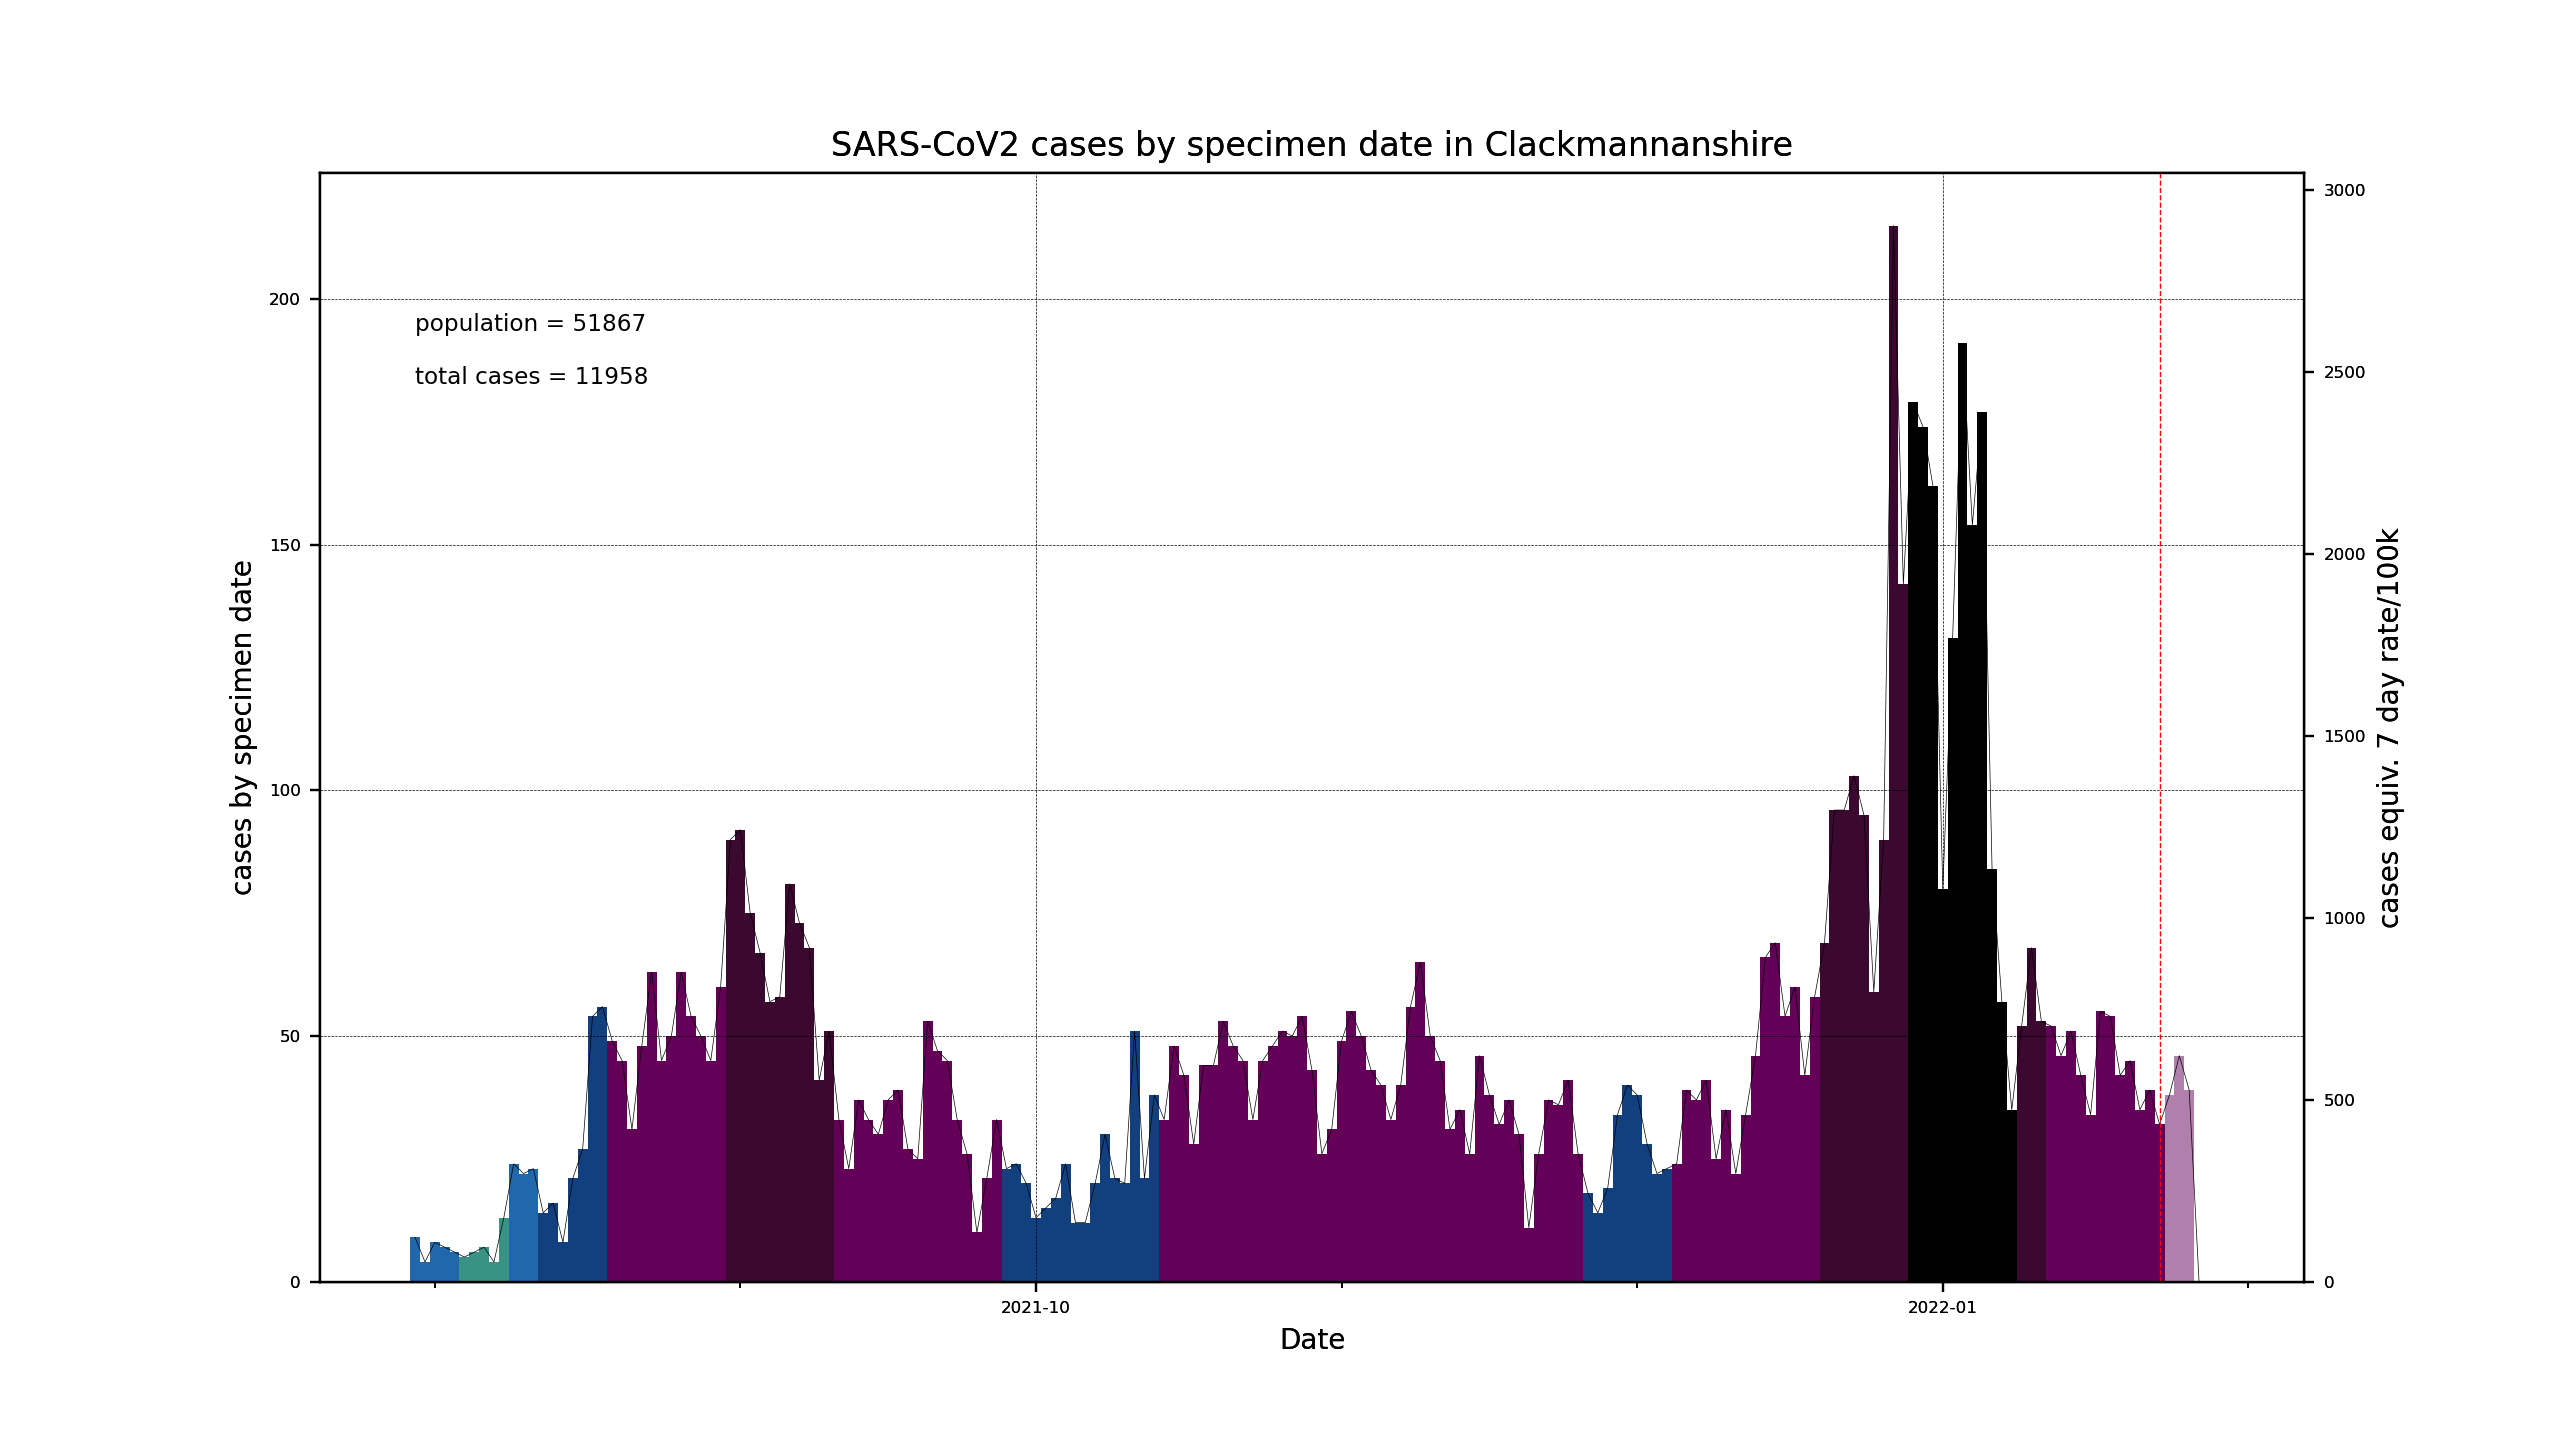 SARS-CoV2 cases by specimen date in Clackmannanshire
population = 51867
total cases = 11958
cases by specimen date
200
150
100
50
0
3000
2500
2000
1500
1000
500
0
cases equiv. 7 day rate/100k
2021-10
2022-01
Date